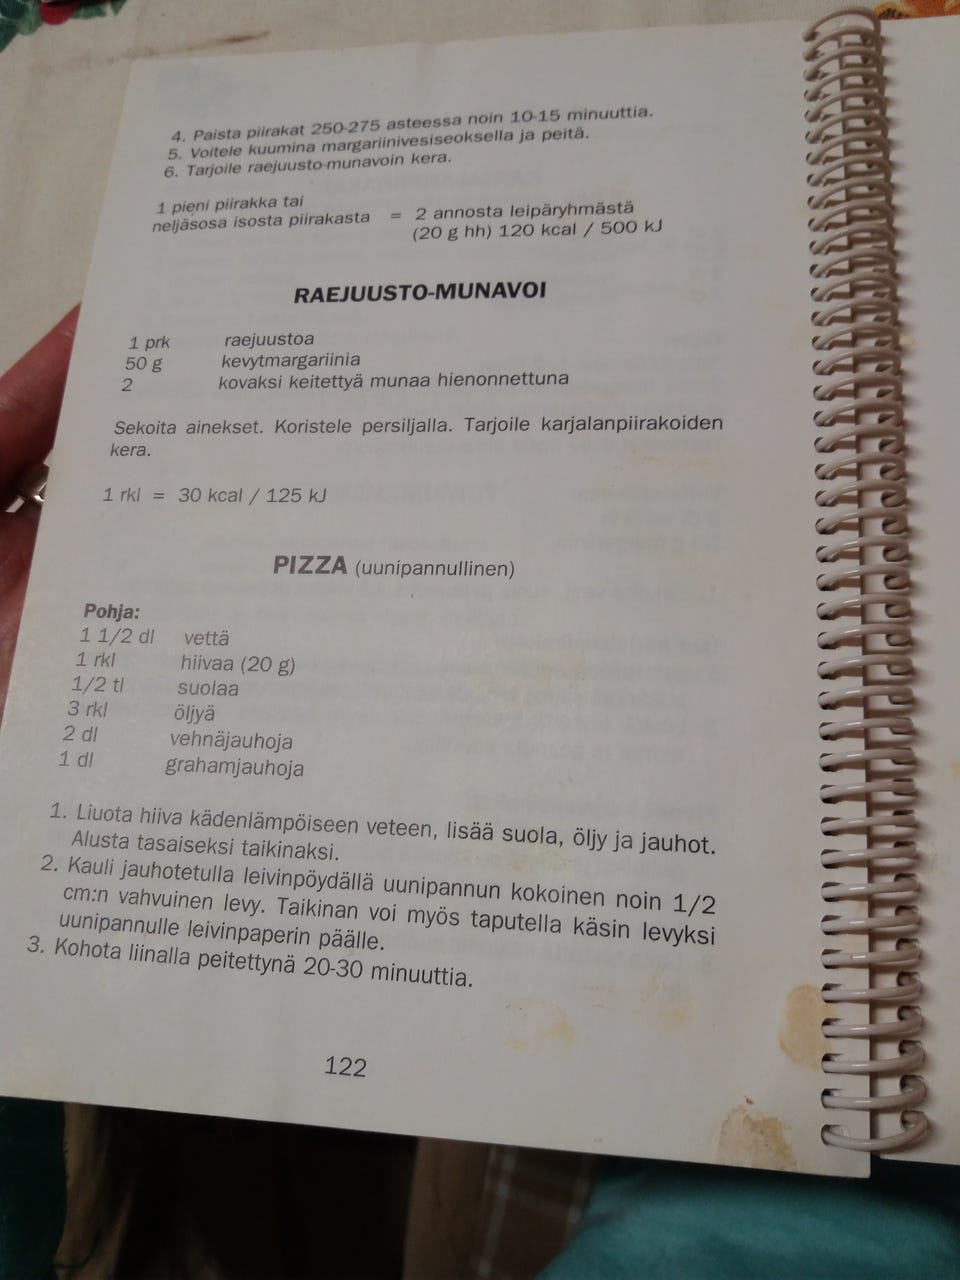 4. Paista piirakat 250-275 asteessa noin 10-15 minuuttia.
5. Voitele kuumina margariinivesiseoksella ja peitä.
6. Tarjoile raejuusto-munavoin kera.
1 pieni piirakka tai
neljäsosa isosta piirakasta = 2 annosta leipäryhmästä
(20 g hh) 120 kcal / 500 kJ
RAEJUUSTO-MUNAVOI
1 prk raejuustoa
50 g kevytmargariinia
2 kovaksi keitettyä munaa hienonnettuna
Sekoita ainekset. Koristele persiljalla. Tarjoile karjalanpiirakoiden
kera.
1 rkl = 30 kcal / 125 kJ
PIZZA (uunipannullinen)
Pohja:
1 1/2 dl vettä
1 rkl hiivaa (20 g)
1/2 tl suolaa
3 rkl öljyä
2 dl vehnäjauhoja
1 dl grahamjauhoja
1. Liuota hiiva kädenlämpöiseen veteen, lisää suola, öljy ja jauhot.
Alusta tasaiseksi taikinaksi.
2. Kauli jauhotetulla leivinpöydällä uunipannun kokoinen noin 1/2
cm:n vahvuinen levy. Taikinan voi myös taputella käsin levyksi
uunipannulle leivinpaperin päälle.
3. Kohota liinalla peitettynä 20-30 minuuttia.
122